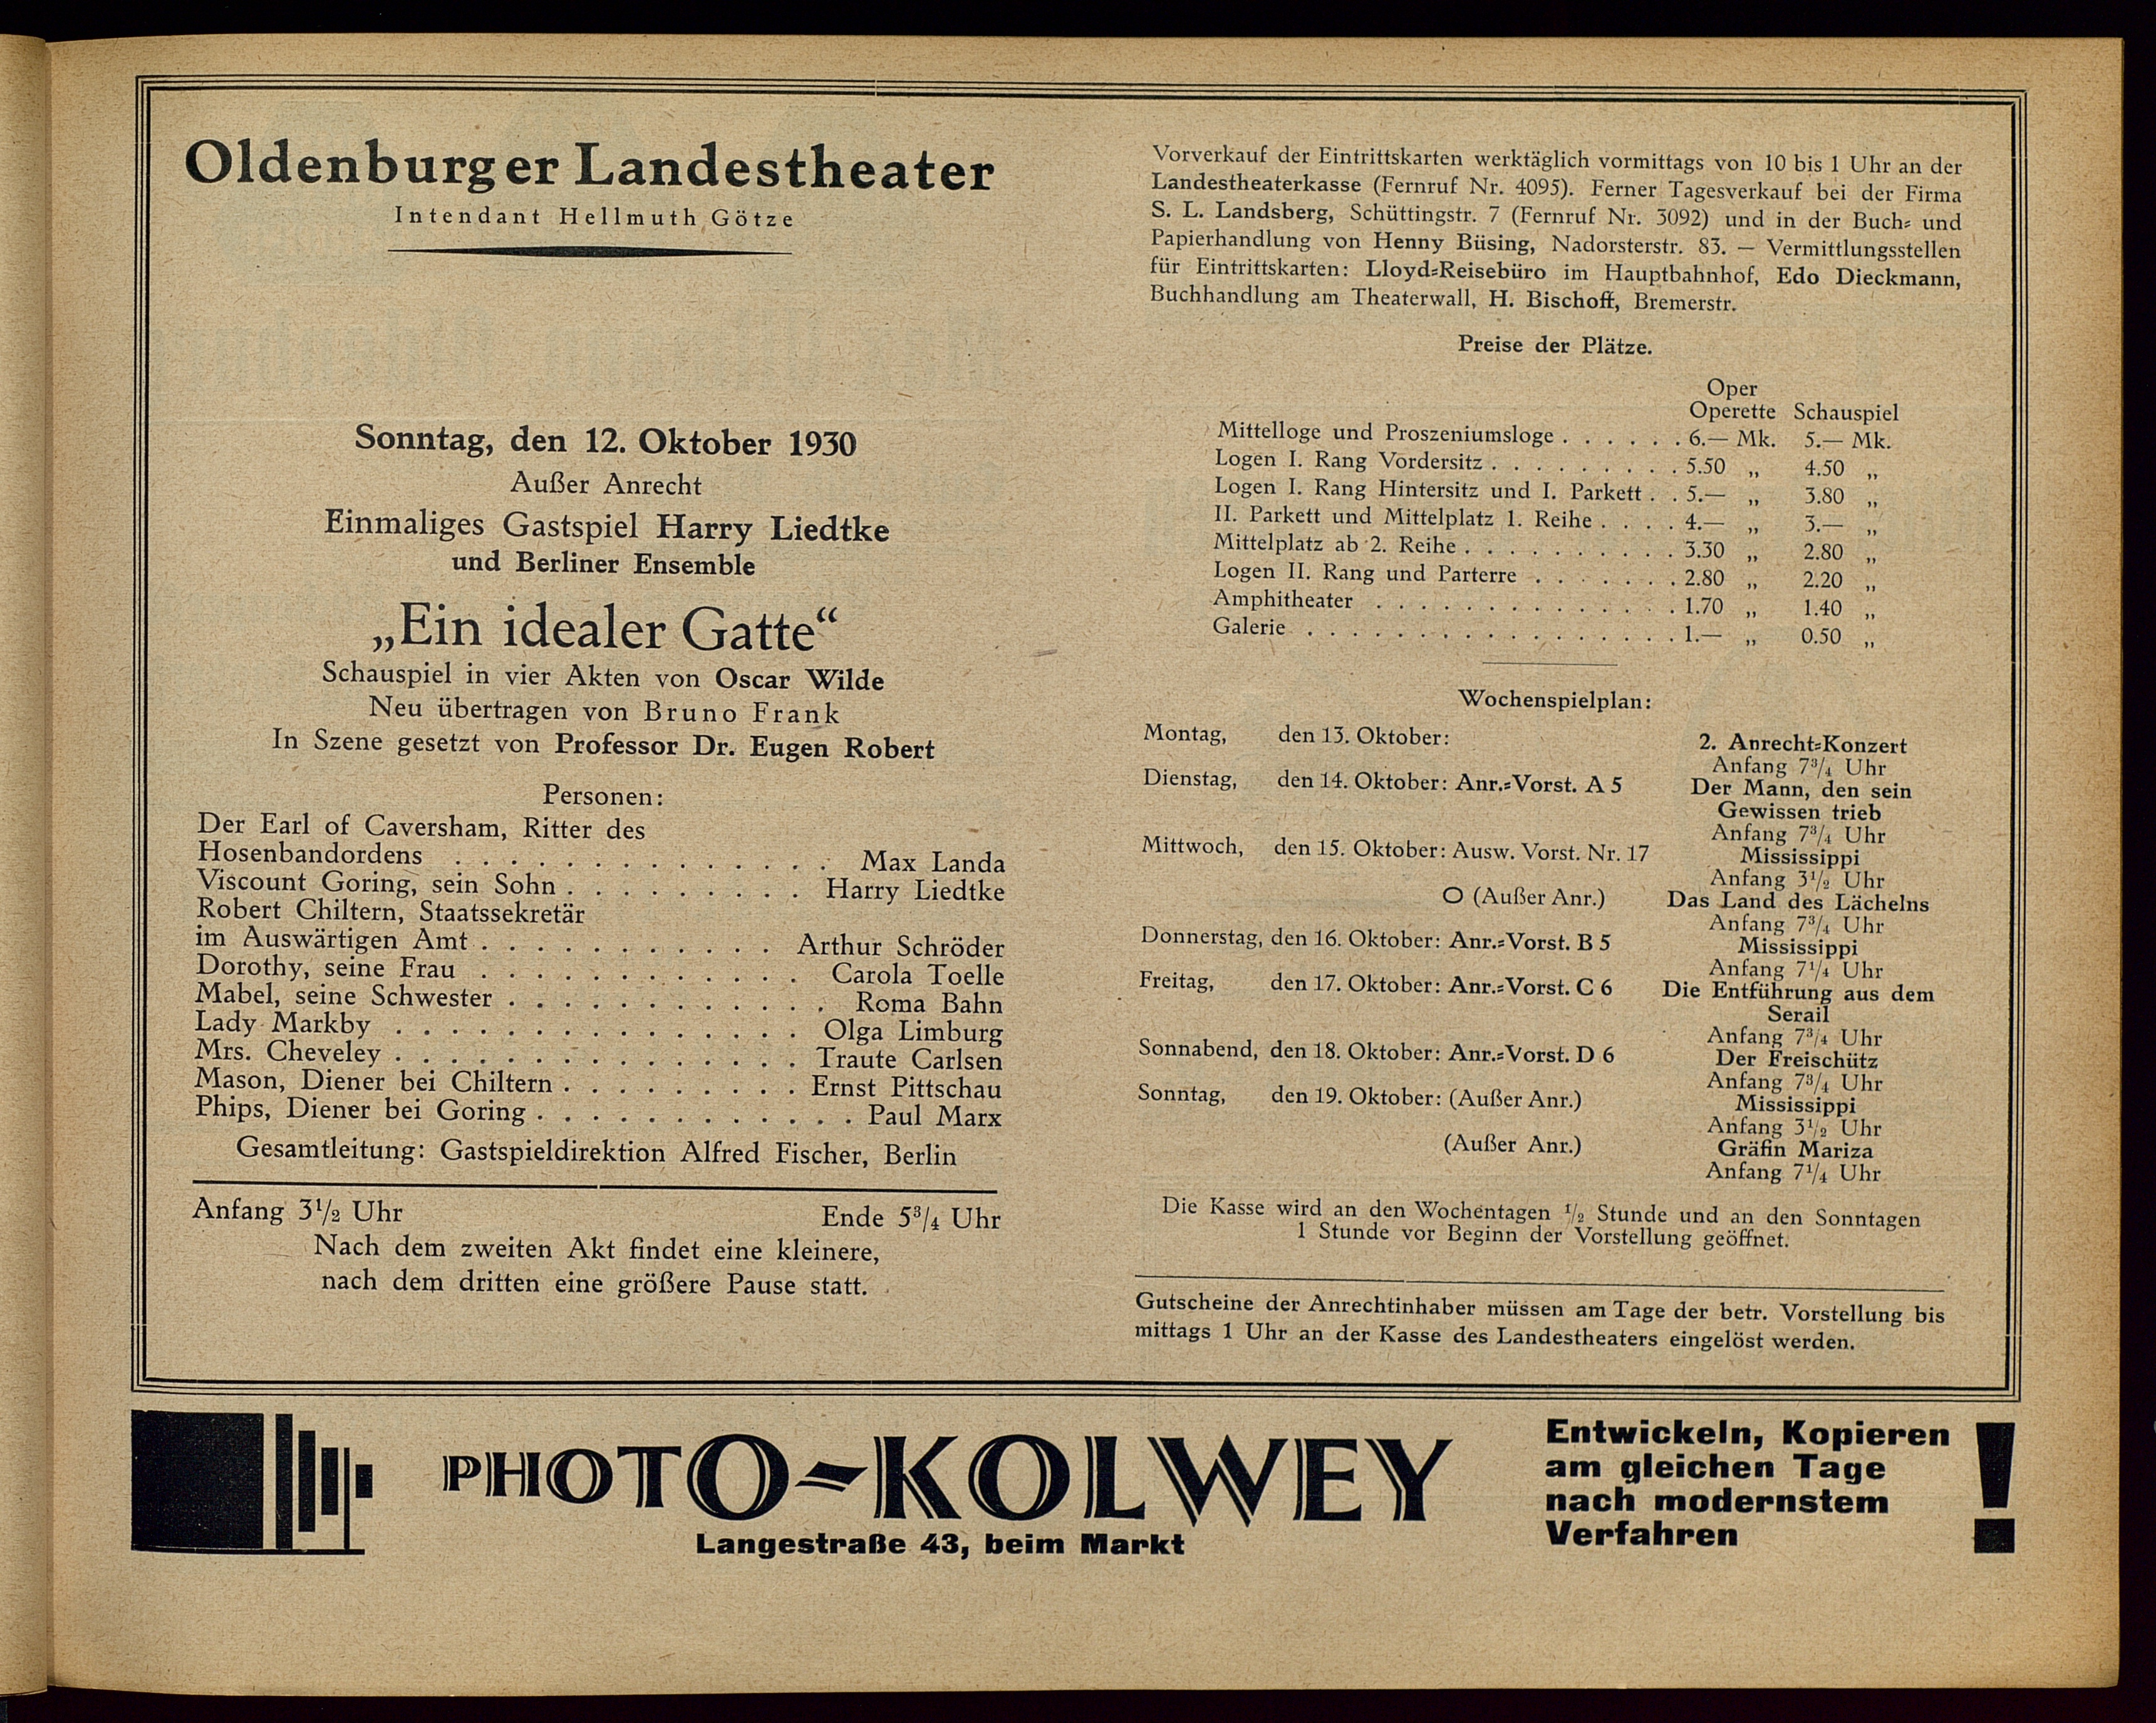 Oldenburger Landestheater
Intendant Hellmuth Götze
Sonntag, den 12. Oktober 1930
Außer Anrecht
Einmaliges Gastspiel Harry Liedtke
und Berliner Ensemble
„Ein idealer Gatte“
Schauspiel in vier Akten von Oscar Wilde
Neu übertragen von Bruno Frank
In Szene gesetzt von Professor Dr. Eugen Robert
Personen:
Der Earl of Caversham, Ritter des
Hosenbandordens . . . . . . . . . . . . . . Max Landa
Viscount Goring, sein Sohn . . . . . . . . . Harry Liedtke
Robert Chiltern, Staatssekretär
im Auswärtigen Amt . . . . . . . . . . . Arthur Schröder
Dorothy, seine Frau . . . . . . . . . . . . Carola Toelle
Mabel, seine Schwester . . . . . . . . . . . . Roma Bahn
Lady Markby . . . . . . . . . . . . . . . Olga Limburg
Mrs. Cheveley . . . . . . . . . . . . . . . Traute Carlsen
Mason, Diener bei Chiltern . . . . . . . . . Ernst Pittschau
Phips, Diener bei Goring . . . . . . . . . . . . Paul Marx
Gesamtleitung: Gastspieldirektion Alfred Fischer, Berlin
Anfang 3½ Uhr Ende 5¾ Uhr
Nach dem zweiten Akt findet eine kleinere,
nach dem dritten eine größere Pause statt.
Vorverkauf der Eintrittskarten werktäglich vormittags von 10 bis 1 Uhr an der
Landestheaterkasse (Fernruf Nr. 4095). Ferner Tagesverkauf bei der Firma
S. L. Landsberg, Schüttingstr. 7 (Fernruf Nr. 3092) und in der Buch= und
Papierhandlung von Henny Büsing, Nadorsterstr. 83. — Vermittlungsstellen
für Eintrittskarten: Lloyd=Reisebüro im Hauptbahnhof, Edo Dieckmann,
Buchhandlung am Theaterwall, H. Bischoff, Bremerstr.
Preise der Plätze.
Oper
Operette Schauspiel
Mittelloge und Proszeniumsloge . . . . . . 6.— Mk. 5.— Mk.
Logen I. Rang Vordersitz . . . . . . . . . . 5.50 „ 4.50 „
Logen I. Rang Hintersitz und I. Parkett . . 5.— „ 3.80 „
II. Parkett und Mittelplatz 1. Reihe . . . . 4.— „ 3.— „
Mittelplatz ab 2. Reihe . . . . . . . . . . 3.30 „ 2.80 „
Logen II. Rang und Parterre . . . . . . . 2.80 „ 2.20 „
Amphitheater . . . . . . . . . . . . . . 1.70 „ 1.40 „
Galerie . . . . . . . . . . . . . . . . . 1.— „ 0.50 „
Wochenspielplan:
Montag, den 13. Oktober: 2. Anrecht=Konzert
Anfang 7¾ Uhr
Dienstag, den 14. Oktober: Anr.=Vorst. A 5 Der Mann, den sein
Gewissen trieb
Anfang 7¾ Uhr
Mittwoch, den 15. Oktober: Ausw. Vorst. Nr. 17 Mississippi
Anfang 3½ Uhr
O (Außer Anr.) Das Land des Lächelns
Anfang 7¾ Uhr
Donnerstag, den 16. Oktober: Anr.=Vorst. B 5 Mississippi
Anfang 7¼ Uhr
Freitag, den 17. Oktober: Anr.=Vorst. C 6 Die Entführung aus dem
Serail
Anfang 7¾ Uhr
Sonnabend, den 18. Oktober: Anr.=Vorst. D 6 Der Freischütz
Anfang 7¾ Uhr
Sonntag, den 19. Oktober: (Außer Anr.) Mississippi
Anfang 3½ Uhr
(Außer Anr.) Gräfin Mariza
Anfang 7¼ Uhr
Die Kasse wird an den Wochentagen ½ Stunde und an den Sonntagen
1 Stunde vor Beginn der Vorstellung geöffnet.
Gutscheine der Anrechtinhaber müssen am Tage der betr. Vorstellung bis
mittags 1 Uhr an der Kasse des Landestheaters eingelöst werden.
PHOTO-KOLWEY
Langestraße 43, beim Markt
Entwickeln, Kopieren
am gleichen Tage
nach modernstem
Verfahren !